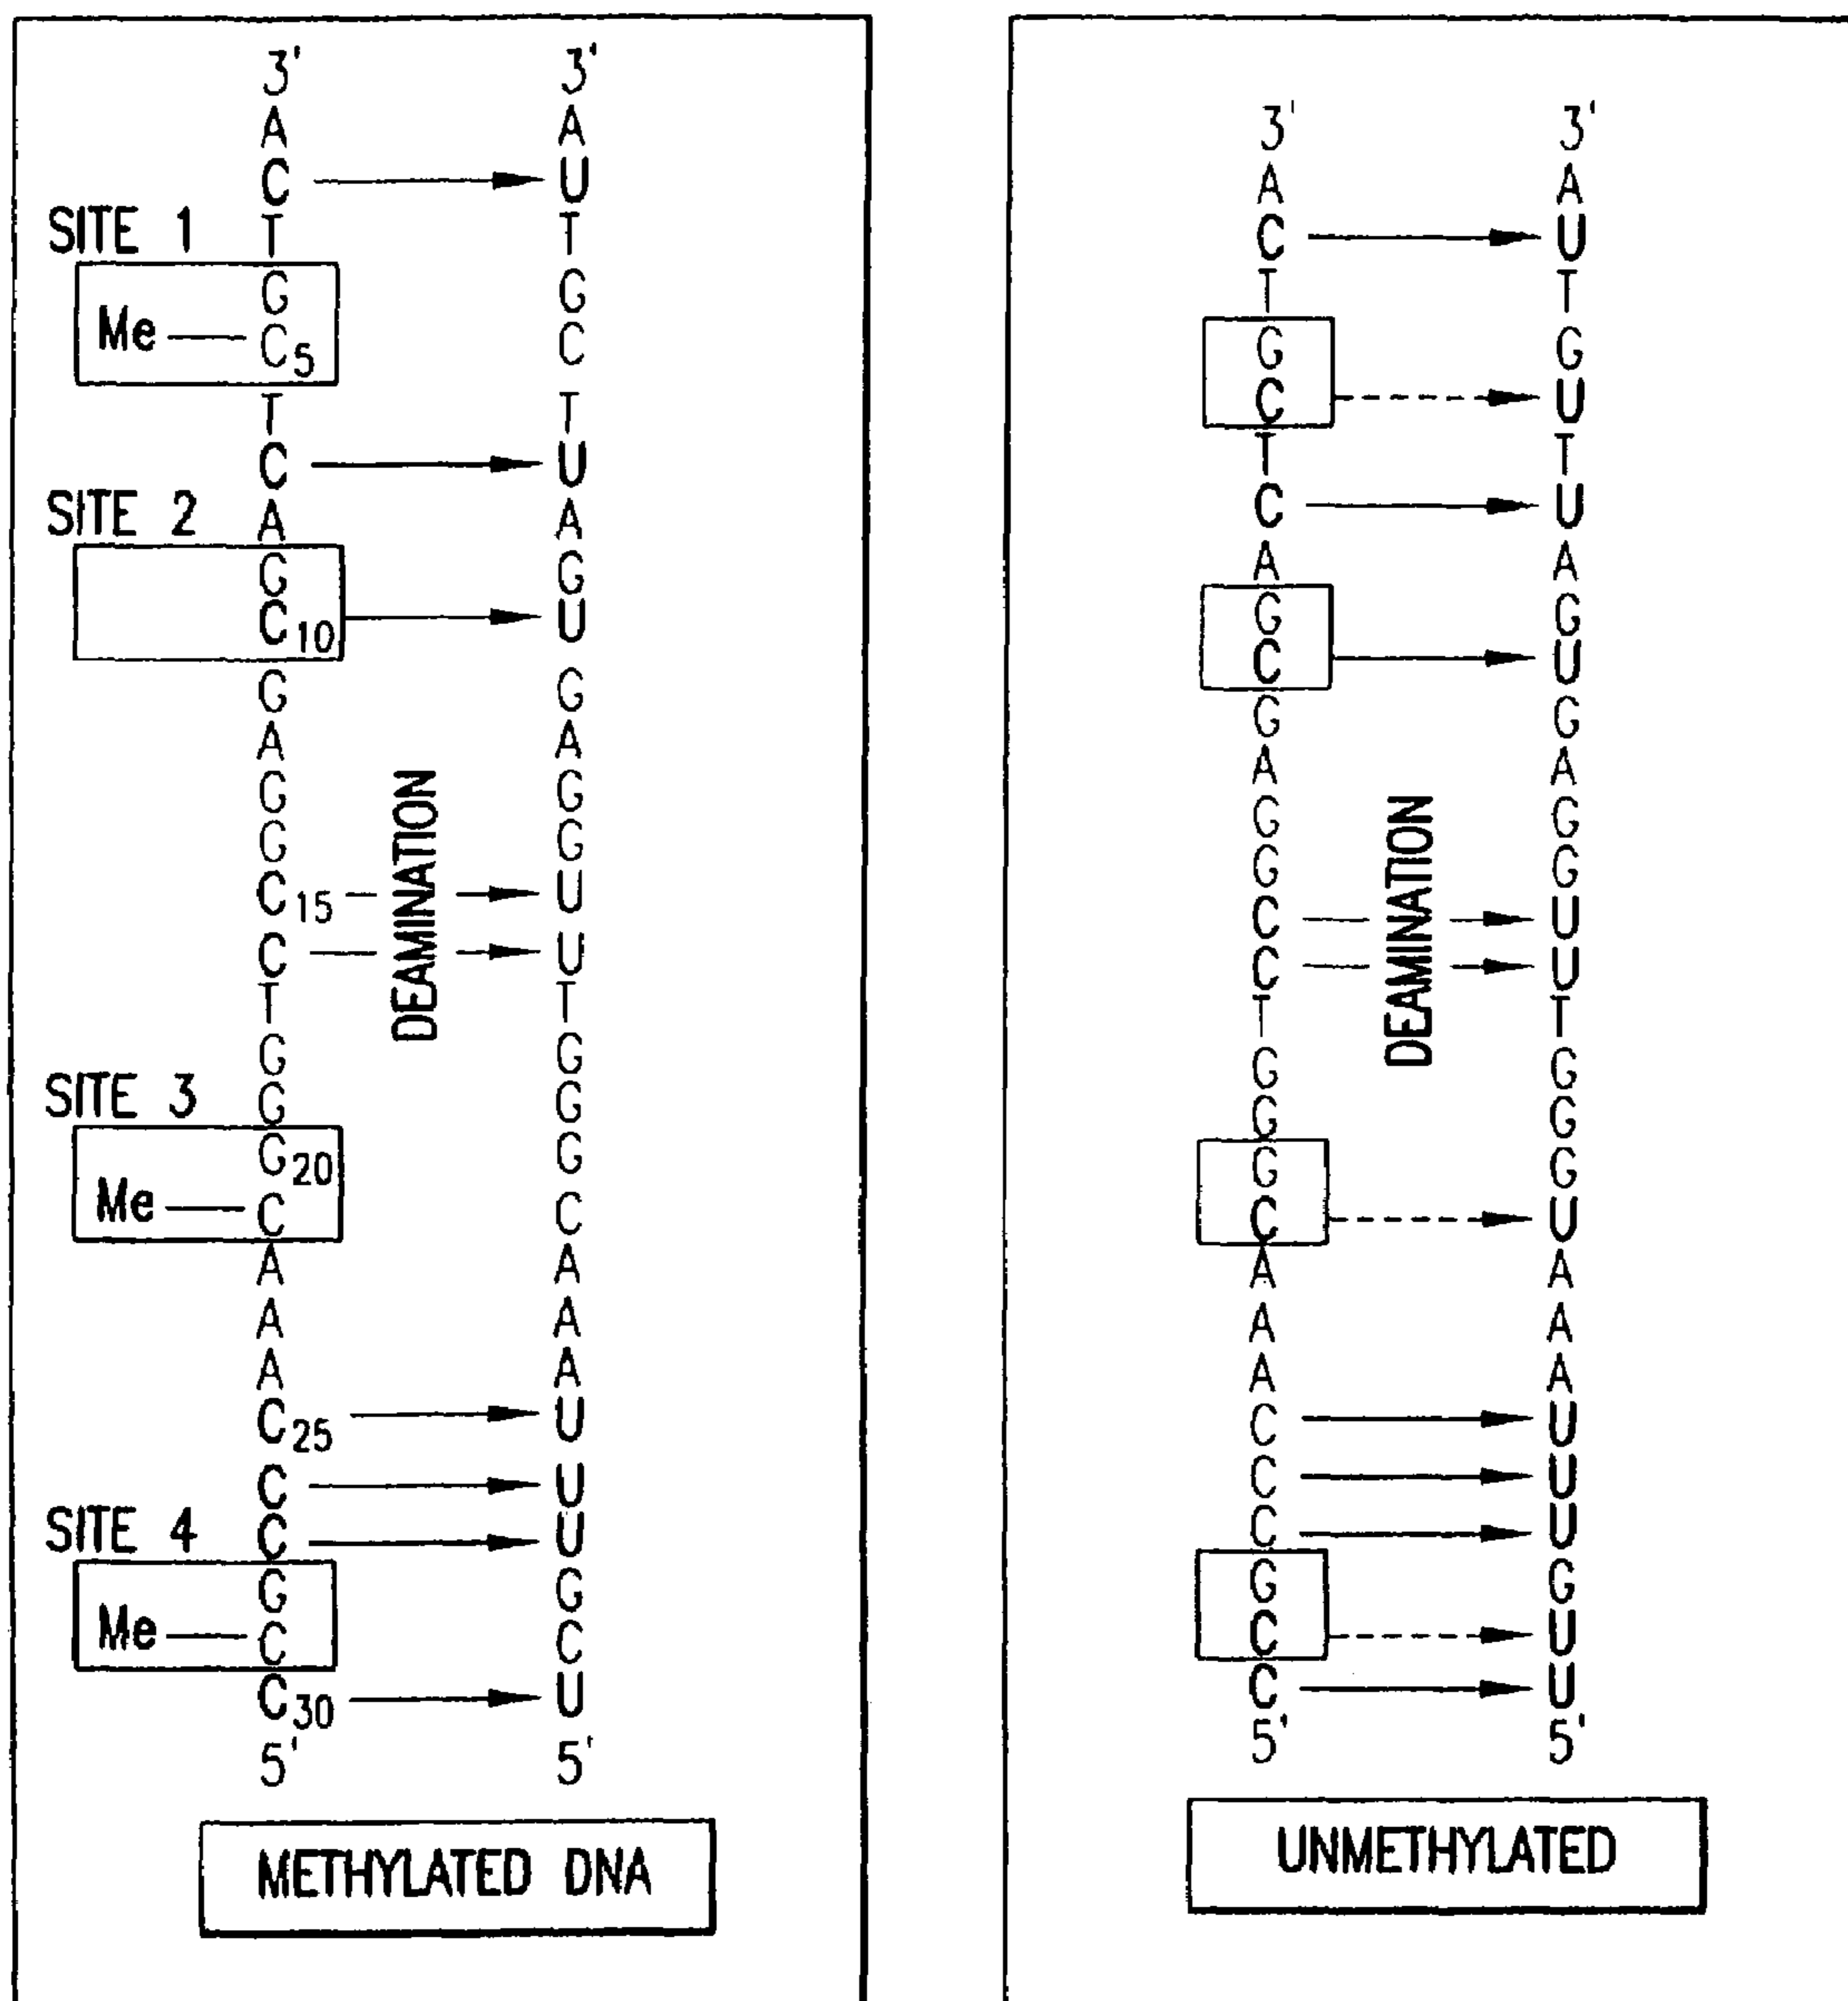 3' 3'
A A
C U
SITE 1 T T
G G
Me C5 C
T T
C U
SITE 2 A A
G G
C10 U
G G
A A
G G
G G
C15 U
DEAMINATION
C U
T T
G G
SITE 3 G G
G20 G
Me C C
A A
A A
A A
C25 U
C U
SITE 4 C U
G G
Me C C
C30 U
5' 5'
METHYLATED DNA
3' 3'
A A
C U
T T
G G
C U
T T
C U
A A
G G
C U
G G
A A
G G
G G
C U
DEAMINATION
C U
T T
G G
G G
G G
C U
A A
A A
A A
C U
C U
C U
G G
C U
C U
5' 5'
UNMETHYLATED